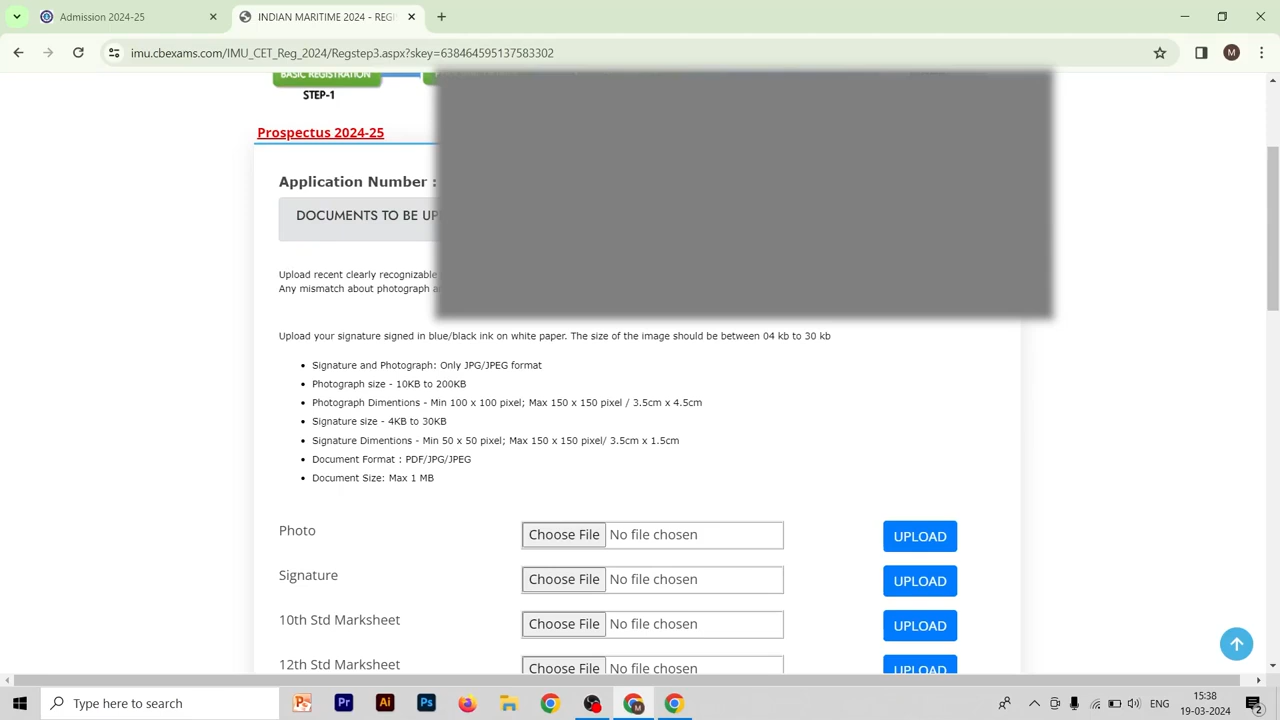 Admission 2024-25
INDIAN MARITIME 2024 - REGI
imu.cbexams.com/IMU_CET_Reg_2024/Regstep3.aspx?skey=638464595137583302
M
BASIC REGISTRATION
STEP-1
Prospectus 2024-25
Application Number :
DOCUMENTS TO BE UP
Upload recent clearly recognizable
Any mismatch about photograph a
Upload your signature signed in blue/black ink on white paper. The size of the image should be between 04 kb to 30 kb
• Signature and Photograph: Only JPG/JPEG format
• Photograph size - 10KB to 200KB
• Photograph Dimentions - Min 100 x 100 pixel; Max 150 x 150 pixel / 3.5cm x 4.5cm
• Signature size - 4KB to 30KB
• Signature Dimentions - Min 50 x 50 pixel; Max 150 x 150 pixel/ 3.5cm x 1.5cm
• Document Format : PDF/JPG/JPEG
• Document Size: Max 1 MB
Photo Choose File No file chosen UPLOAD
Signature Choose File No file chosen UPLOAD
10th Std Marksheet Choose File No file chosen UPLOAD
12th Std Marksheet Choose File No file chosen UPLOAD
Type here to search Pr Ai Ps M ENG 15:38
19-03-2024 2